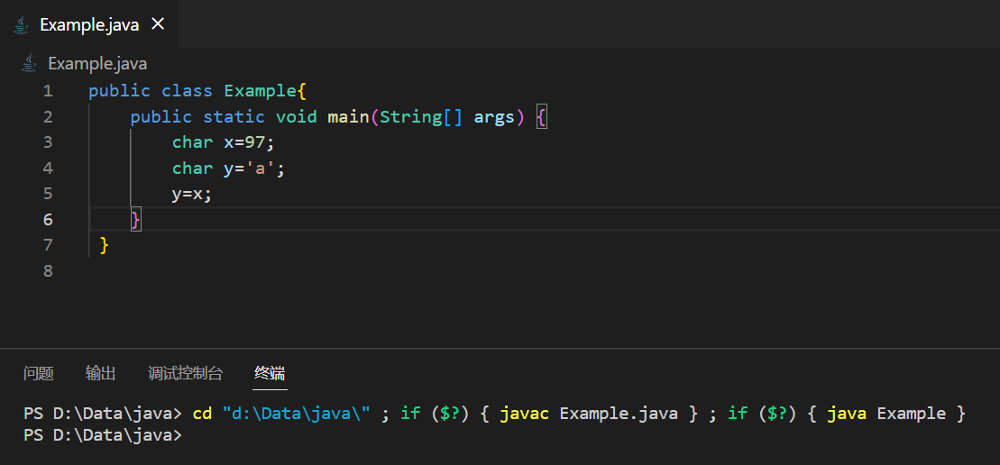 Example.java ×
Example.java
1 public class Example{
2     public static void main(String[] args) {
3         char x=97;
4         char y='a';
5         y=x;
6     }
7  }
8
问题 输出 调试控制台 终端
PS D:\Data\java> cd "d:\Data\java\" ; if ($?) { javac Example.java } ; if ($?) { java Example }
PS D:\Data\java>